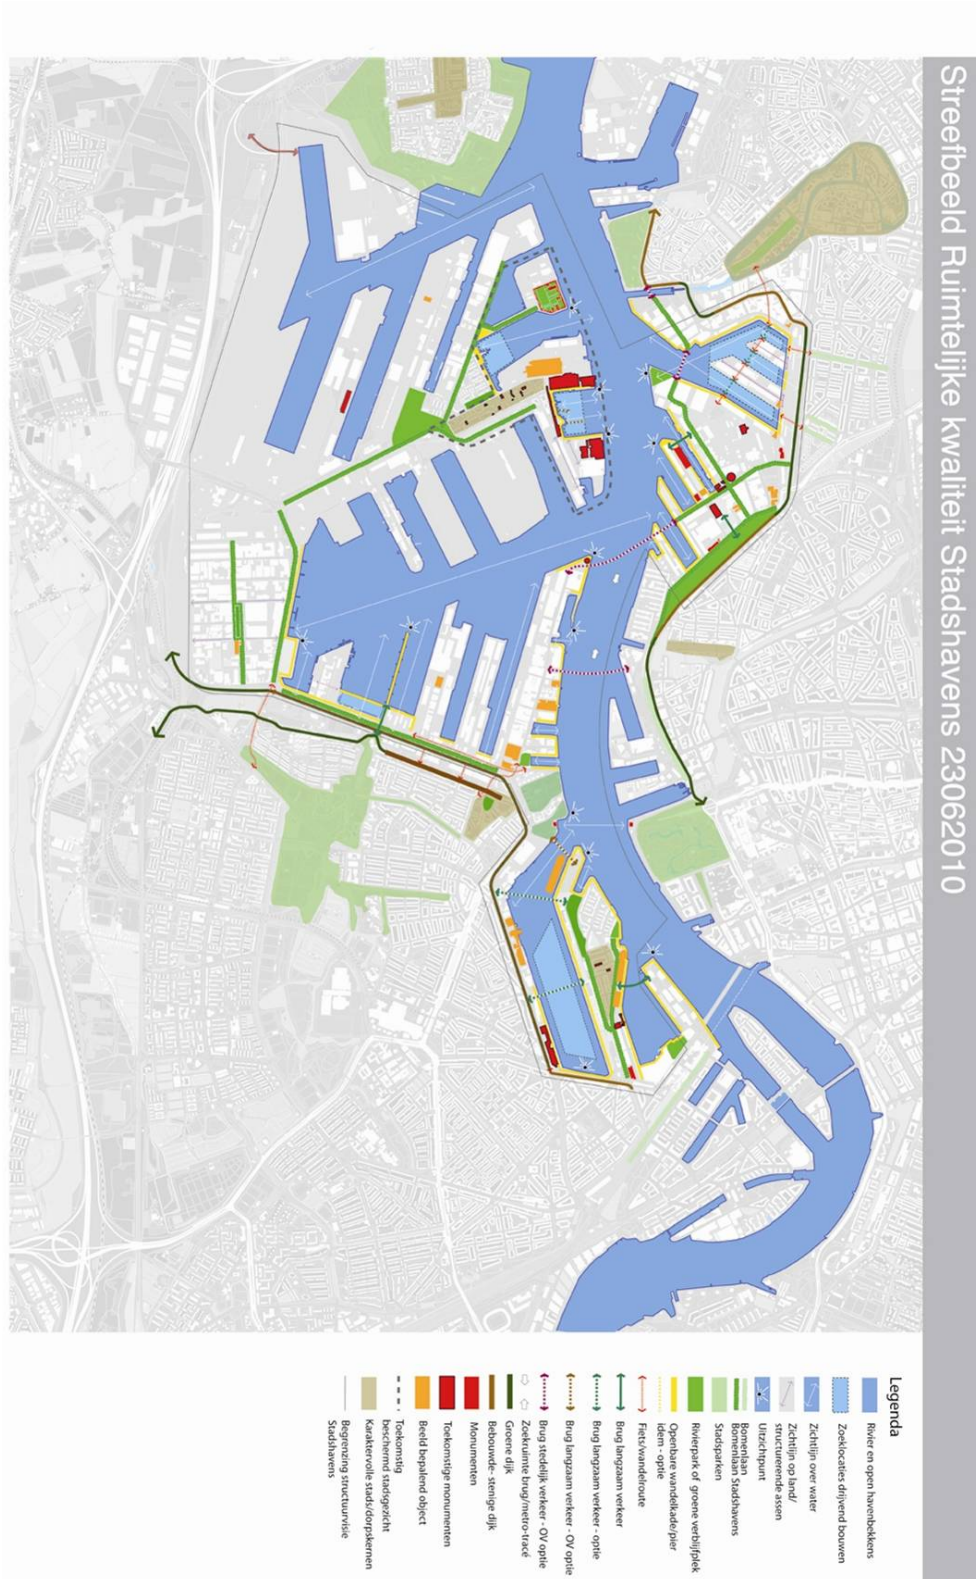 Streefbeeld Ruimtelijke kwaliteit Stadshavens 23062010
Legenda
Rivier en open havenbekkens
Zoeklocaties drijvend bouwen
Zichtlijn over water
Zichtlijn op land/
structurerende assen
Uitzichtpunt
Bomenlaan
Bomenlaan Stadshavens
Stadsparken
Rivierpark of groene verblijfplek
Openbare wandelkade/pier
idem - optie
Fiets/wandelroute
Brug langzaam verkeer
Brug langzaam verkeer - optie
Brug langzaam verkeer - OV optie
Brug stedelijk verkeer - OV optie
Zoekruimte brug/metro-tracé
Groene dijk
Bebouwde- stenige dijk
Monumenten
Toekomstige monumenten
Beeld bepalend object
Toekomstig
beschermd stadsgezicht
Karaktervolle stads/dorpskernen
Begrenzing structuurvisie
Stadshavens